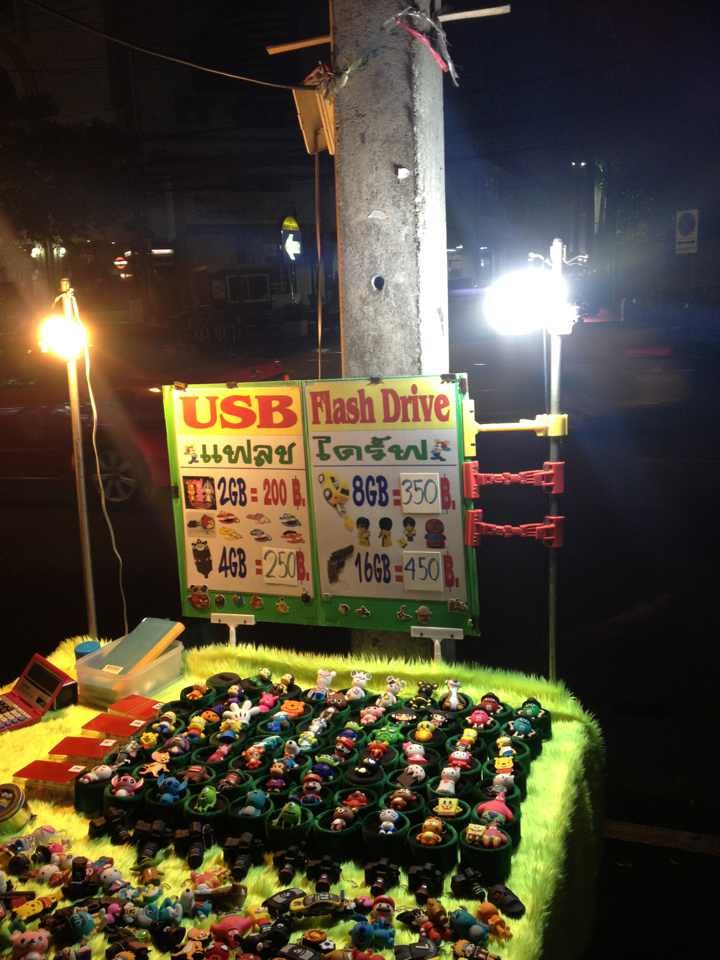 USB
แฟลช
2GB = 200 ฿.
4GB = 250 ฿.
Flash Drive
ไดร์ฟ
8GB = 350 ฿.
16GB = 450 ฿.